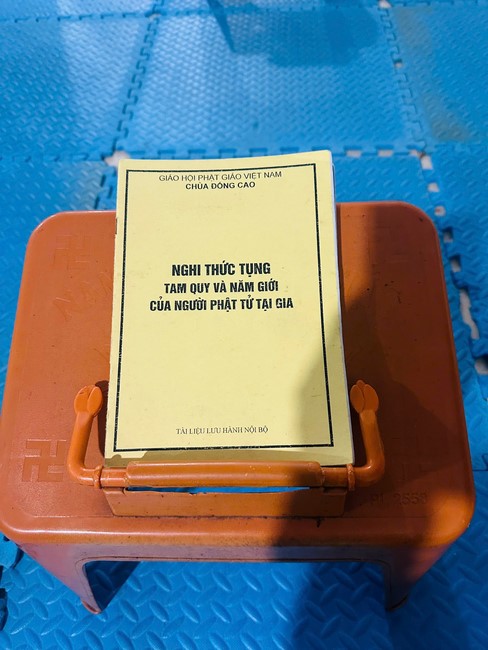 GIÁO HỘI PHẬT GIÁO VIỆT NAM
CHÙA ĐỒNG CAO
NGHI THỨC TỤNG
TAM QUY VÀ NĂM GIỚI
CỦA NGƯỜI PHẬT TỬ TẠI GIA
TÀI LIỆU LƯU HÀNH NỘI BỘ